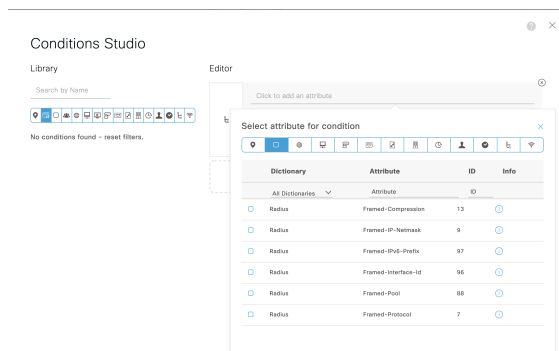 Conditions Studio
Library
Editor
Search by Name
Click to add an attribute
No conditions found - reset filters.
Select attribute for condition
Dictionary Attribute ID Info
All Dictionaries Attribute ID
Radius Framed-Compression 13
Radius Framed-IP-Netmask 9
Radius Framed-IPv6-Prefix 97
Radius Framed-Interface-Id 96
Radius Framed-Pool 88
Radius Framed-Protocol 7